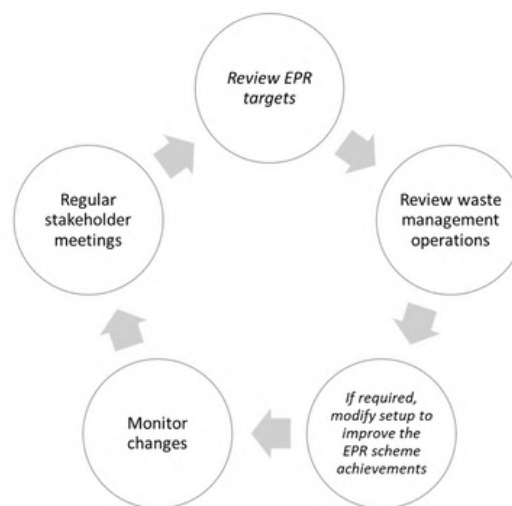 Review EPR
targets
Review waste
management
operations
If required,
modify setup to
improve the
EPR scheme
achievements
Monitor
changes
Regular
stakeholder
meetings